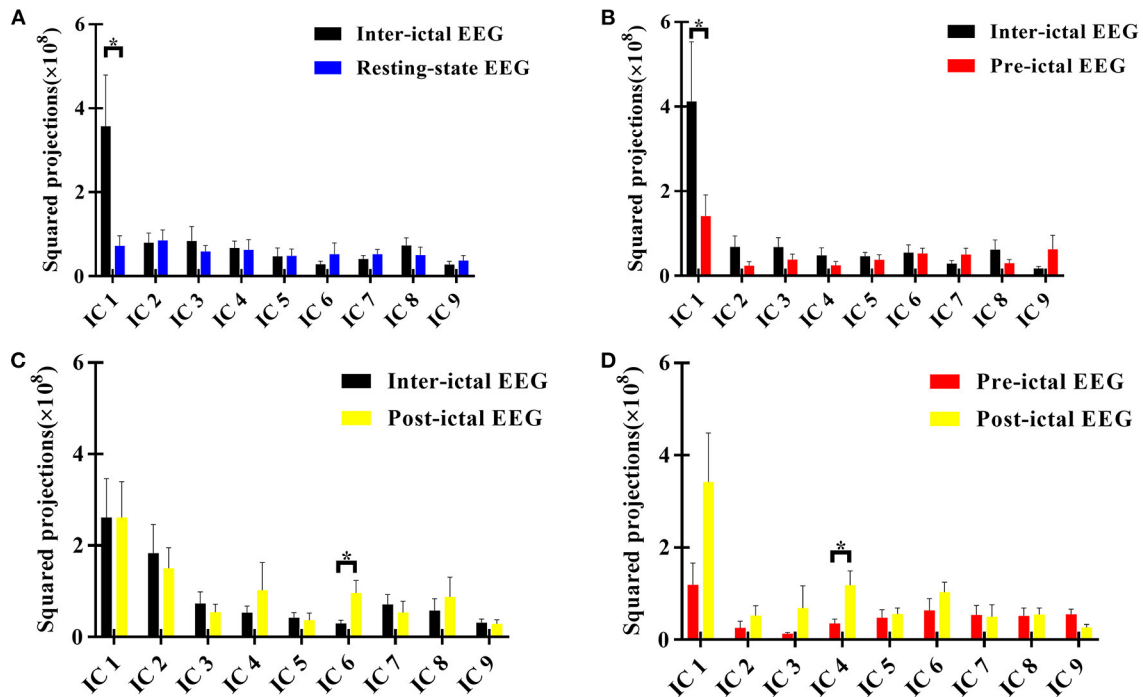 A
Squared projections(×10⁸)
6
4
2
0
*
Inter-ictal EEG
Resting-state EEG
IC 1
IC 2
IC 3
IC 4
IC 5
IC 6
IC 7
IC 8
IC 9
B
Squared projections(×10⁸)
6
4
2
0
*
Inter-ictal EEG
Pre-ictal EEG
IC 1
IC 2
IC 3
IC 4
IC 5
IC 6
IC 7
IC 8
IC 9
C
Squared projections(×10⁸)
6
4
2
0
*
Inter-ictal EEG
Post-ictal EEG
IC 1
IC 2
IC 3
IC 4
IC 5
IC 6
IC 7
IC 8
IC 9
D
Squared projections(×10⁸)
6
4
2
0
*
Pre-ictal EEG
Post-ictal EEG
IC 1
IC 2
IC 3
IC 4
IC 5
IC 6
IC 7
IC 8
IC 9